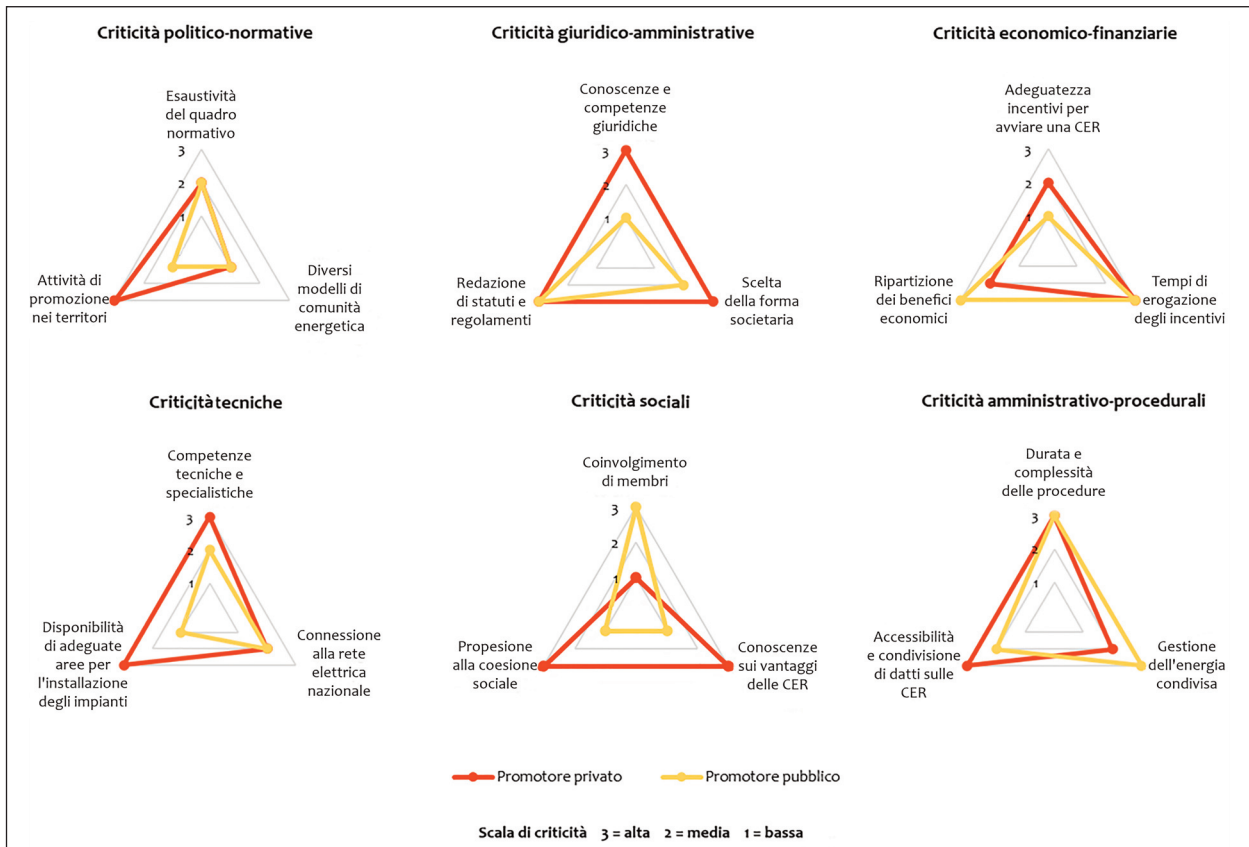 Criticità politico-normative
Esaustività
del quadro
normativo
3
2
1
Attività di
promozione
nei territori
Diversi
modelli di
comunità
energetica
Criticità giuridico-amministrative
Conoscenze e
competenze
giuridiche
3
2
1
Redazione
di statuti e
regolamenti
Scelta
della forma
societaria
Criticità economico-finanziarie
Adeguatezza
incentivi per
avviare una CER
3
2
1
Ripartizione
dei benefici
economici
Tempi di
erogazione
degli incentivi
Criticità tecniche
Competenze
tecniche e
specialistiche
3
2
1
Disponibilità
di adeguate
aree per
l'installazione
degli impianti
Connessione
alla rete
elettrica
nazionale
Criticità sociali
Coinvolgimento
di membri
3
2
1
Propesione
alla coesione
sociale
Conoscenze
sui vantaggi
delle CER
Criticità amministrativo-procedurali
Durata e
complessità
delle procedure
3
2
1
Accessibilità
e condivisione
di datti sulle
CER
Gestione
dell'energia
condivisa
Promotore privato
Promotore pubblico
Scala di criticità 3 = alta 2 = media 1 = bassa